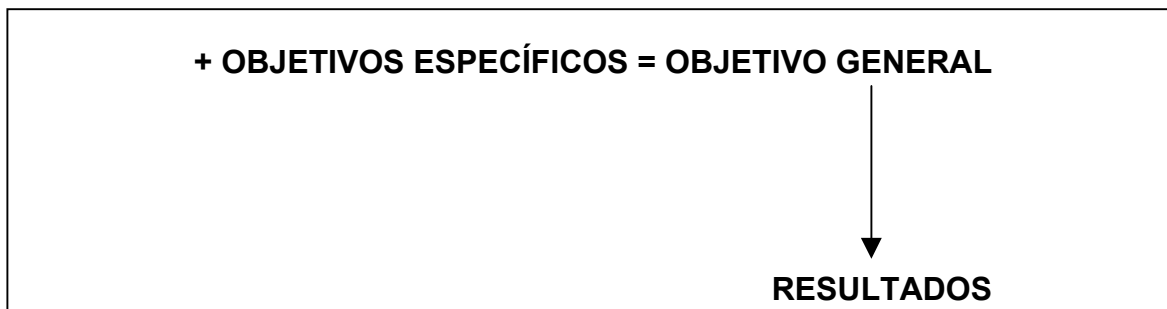 + OBJETIVOS ESPECÍFICOS = OBJETIVO GENERAL
RESULTADOS